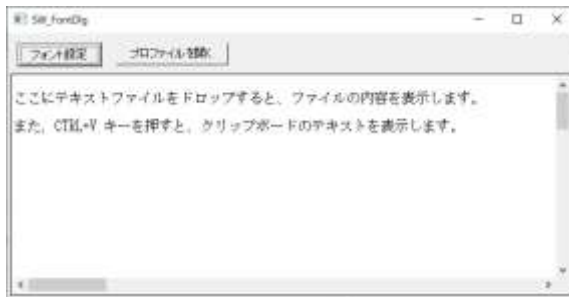 フォント設定
プロファイルを開く
ここにテキストファイルをドロップすると、ファイルの内容を表示します。
また、CTRL+V キーを押すと、クリップボードのテキストを表示します。